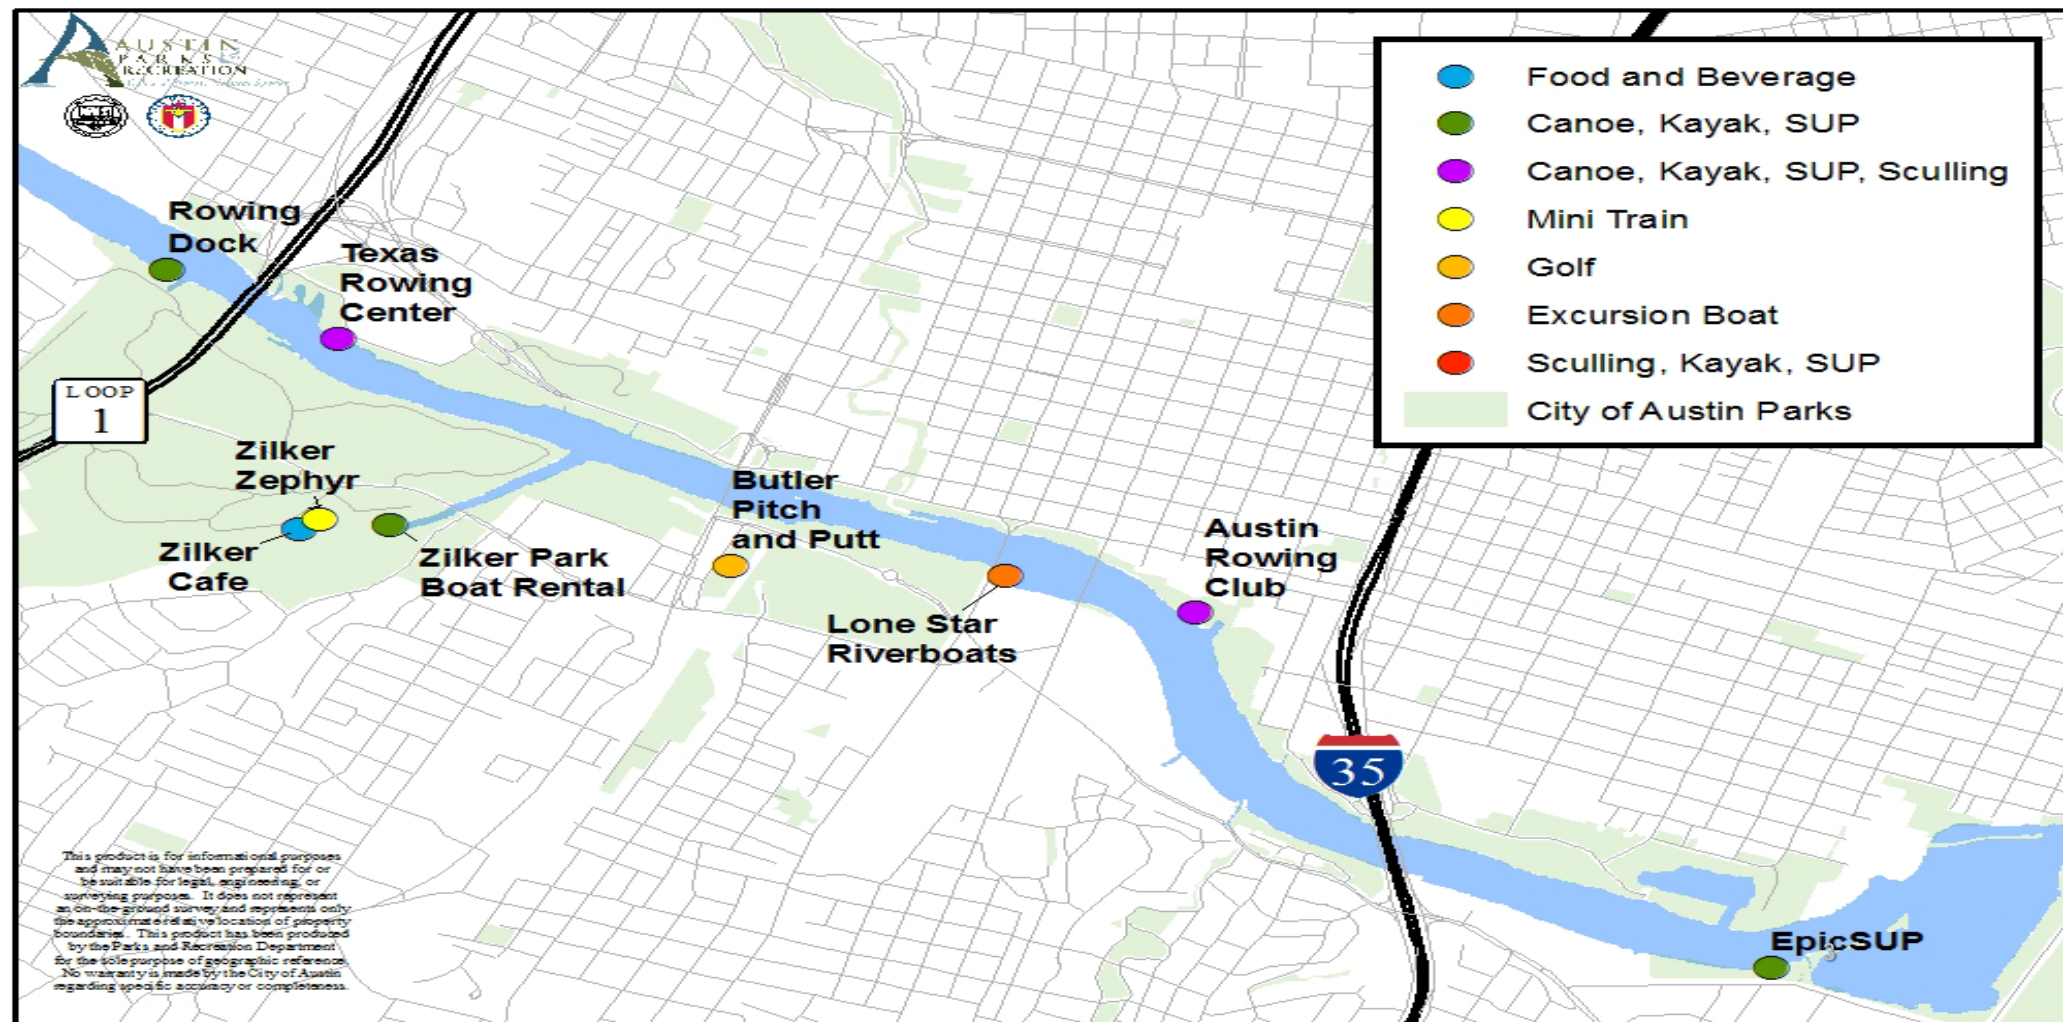 AUSTIN
PARKS
RECREATION
Food and Beverage
Canoe, Kayak, SUP
Canoe, Kayak, SUP, Sculling
Mini Train
Golf
Excursion Boat
Sculling, Kayak, SUP
City of Austin Parks
Rowing
Dock
Texas
Rowing
Center
LOOP
1
Zilker
Zephyr
Zilker
Cafe
Zilker Park
Boat Rental
Butler
Pitch
and Putt
Lone Star
Riverboats
Austin
Rowing
Club
35
EpicSUP
This product is for informational purposes
and may not have been prepared for or
be suitable for legal, engineering, or
surveying purposes. It does not represent
an on-the-ground survey and represents only
the approximate relative location of property
boundaries. This product has been produced
by the Parks and Recreation Department
for the sole purpose of geographic reference.
No warranty is made by the City of Austin
regarding specific accuracy or completeness.